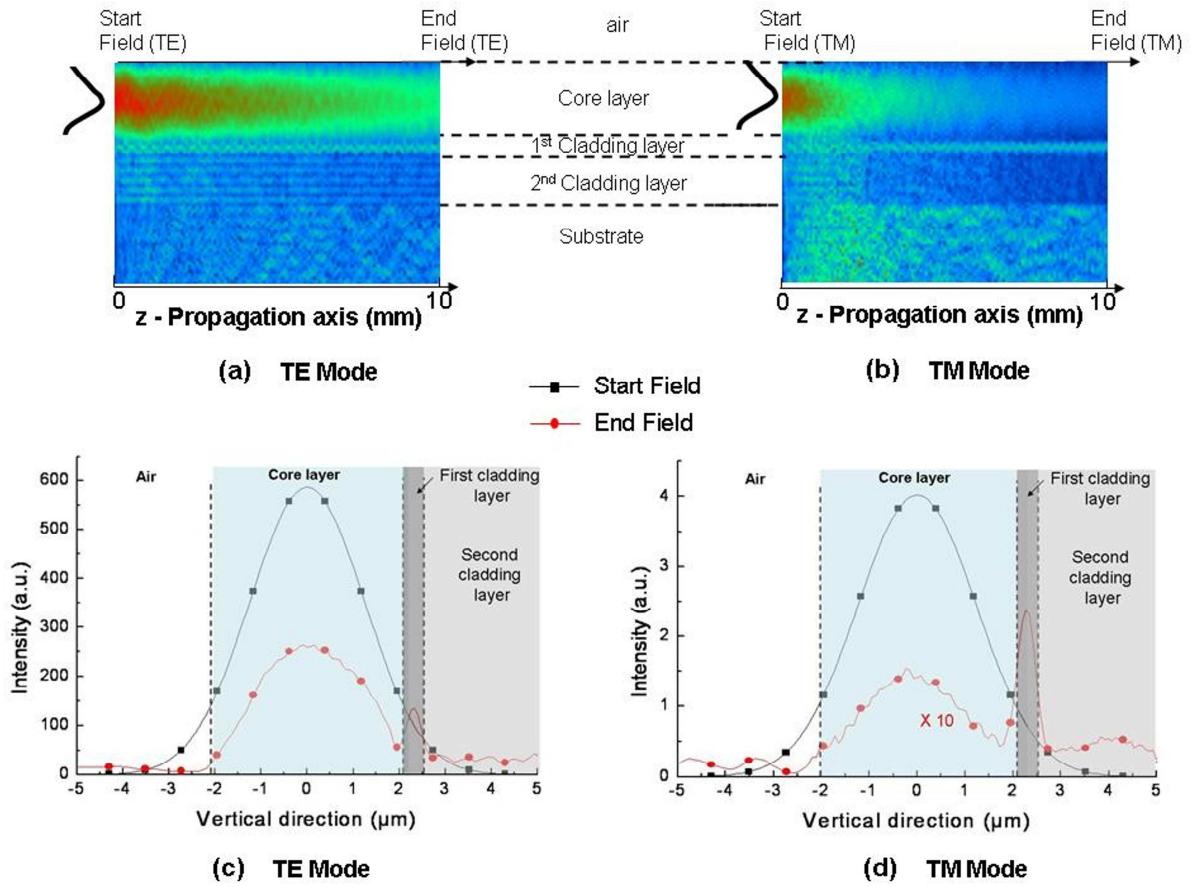 Start
Field (TE)
End
Field (TE)
air
Start
Field (TM)
End
Field (TM)
Core layer
1st Cladding layer
2nd Cladding layer
Substrate
0
10
z - Propagation axis (mm)
0
10
z - Propagation axis (mm)
(a) TE Mode
(b) TM Mode
Start Field
End Field
Air
Core layer
First cladding
layer
Second
cladding
layer
Intensity (a.u.)
600
500
400
300
200
100
0
-5 -4 -3 -2 -1 0 1 2 3 4 5
Vertical direction (µm)
(c) TE Mode
Air
Core layer
First cladding
layer
Second
cladding
layer
X 10
Intensity (a.u.)
4
3
2
1
0
-5 -4 -3 -2 -1 0 1 2 3 4 5
Vertical direction (µm)
(d) TM Mode